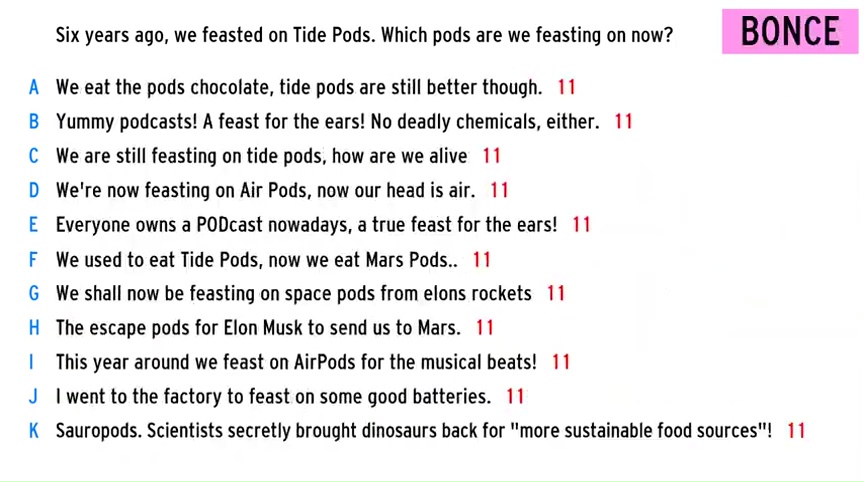 Six years ago, we feasted on Tide Pods. Which pods are we feasting on now?
BONCE
A We eat the pods chocolate, tide pods are still better though. 11
B Yummy podcasts! A feast for the ears! No deadly chemicals, either. 11
C We are still feasting on tide pods, how are we alive 11
D We're now feasting on Air Pods, now our head is air. 11
E Everyone owns a PODcast nowadays, a true feast for the ears! 11
F We used to eat Tide Pods, now we eat Mars Pods.. 11
G We shall now be feasting on space pods from elons rockets 11
H The escape pods for Elon Musk to send us to Mars. 11
I This year around we feast on AirPods for the musical beats! 11
J I went to the factory to feast on some good batteries. 11
K Sauropods. Scientists secretly brought dinosaurs back for "more sustainable food sources"! 11